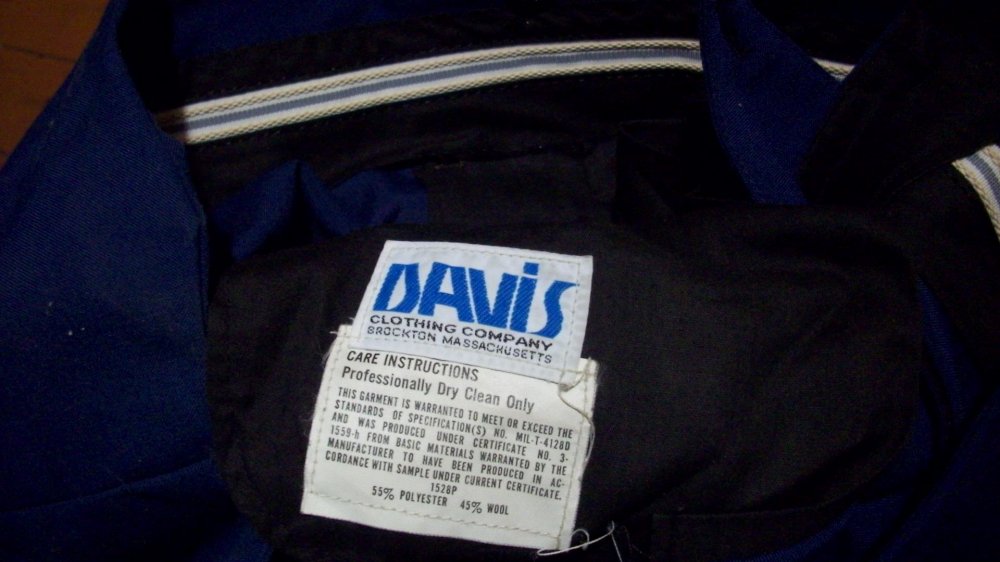 DAViS
CLOTHING COMPANY
BROCKTON MASSACHUSETTS
CARE INSTRUCTIONS
Professionally Dry Clean Only
THIS GARMENT IS WARRANTED TO MEET OR EXCEED THE
STANDARDS OF SPECIFICATION(S) NO. MIL-T-4128D
AND WAS PRODUCED UNDER CERTIFICATE NO. 3-
1559-h FROM BASIC MATERIALS WARRANTED BY THE
MANUFACTURER TO HAVE BEEN PRODUCED IN AC-
CORDANCE WITH SAMPLE UNDER CURRENT CERTIFICATE.
1528P
55% POLYESTER 45% WOOL